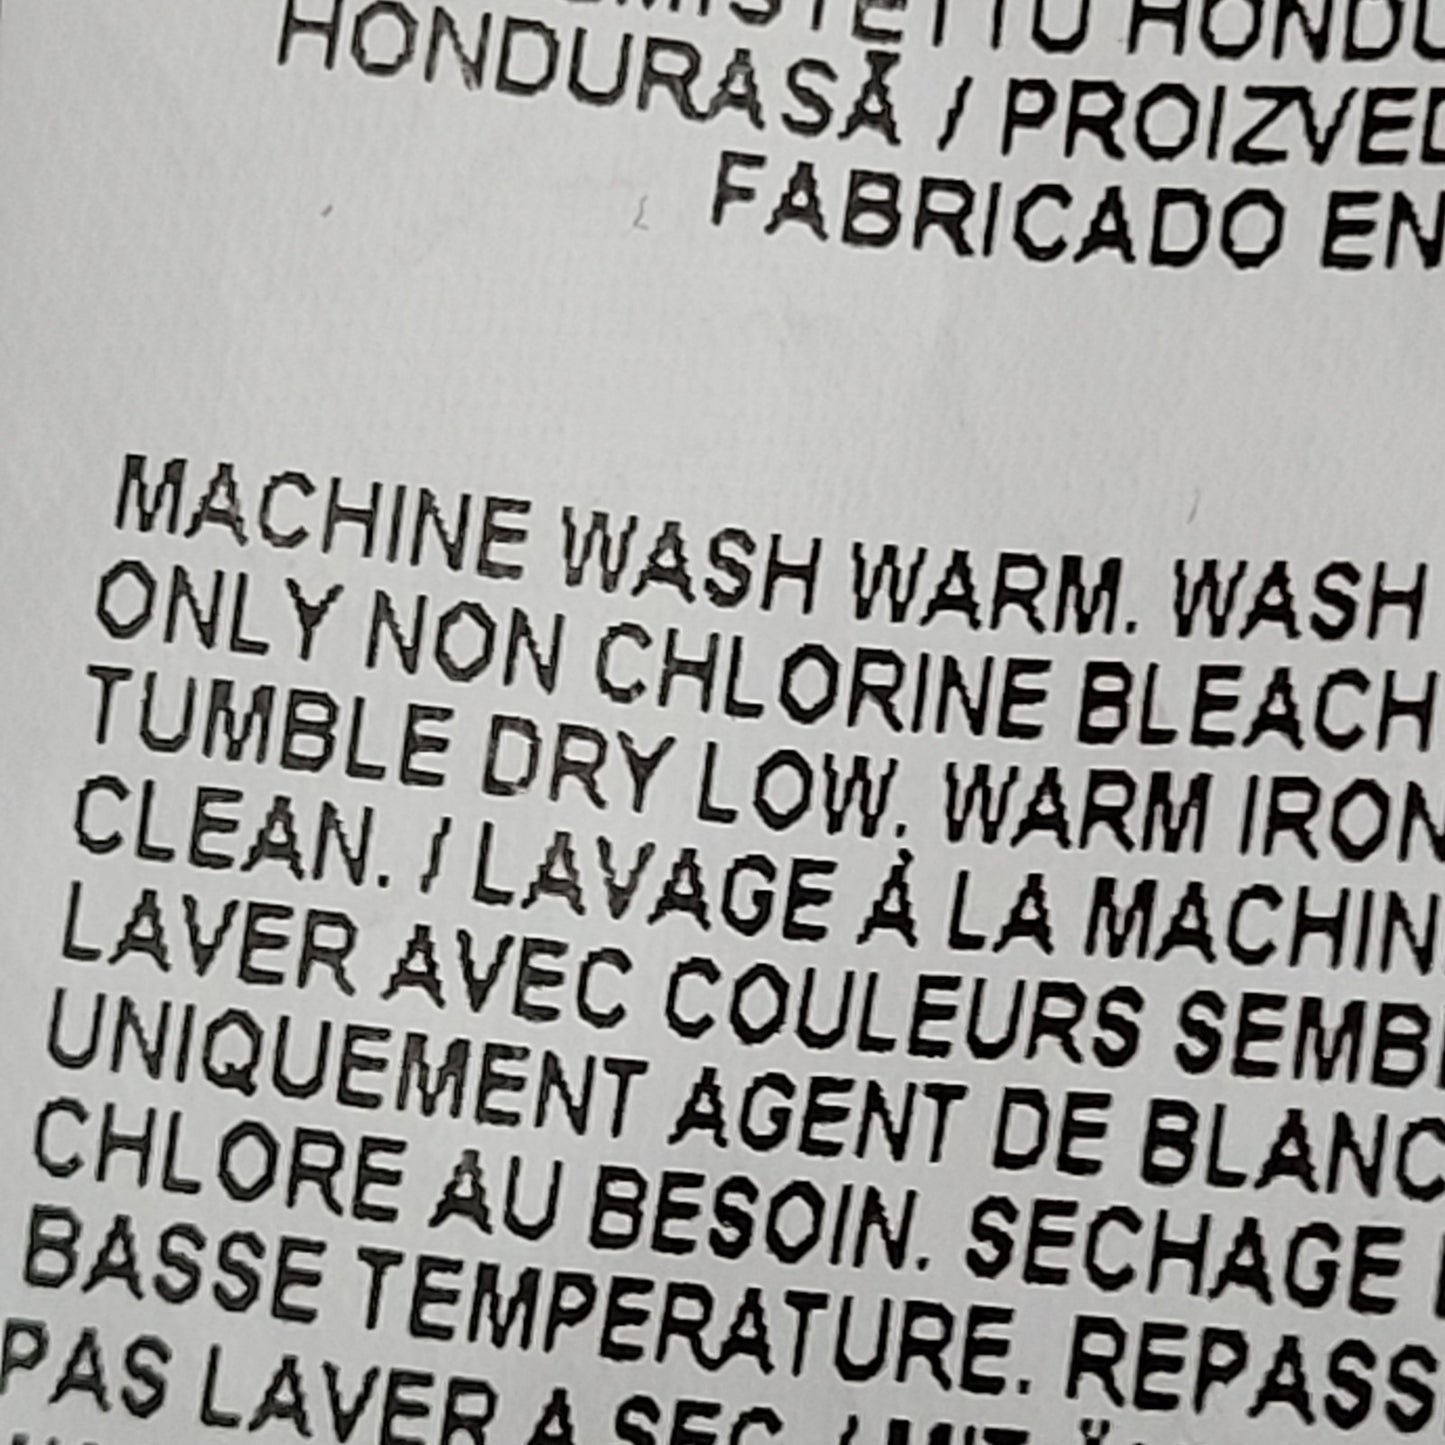 HONDURASĂ / PROIZVED
FABRICADO EN
MACHINE WASH WARM. WASH
ONLY NON CHLORINE BLEACH
TUMBLE DRY LOW. WARM IRON
CLEAN. / LAVAGE À LA MACHIN
LAVER AVEC COULEURS SEMB
UNIQUEMENT AGENT DE BLANC
CHLORE AU BESOIN. SECHAGE
BASSE TEMPERATURE. REPASS
PAS LAVER A SEC / MIT